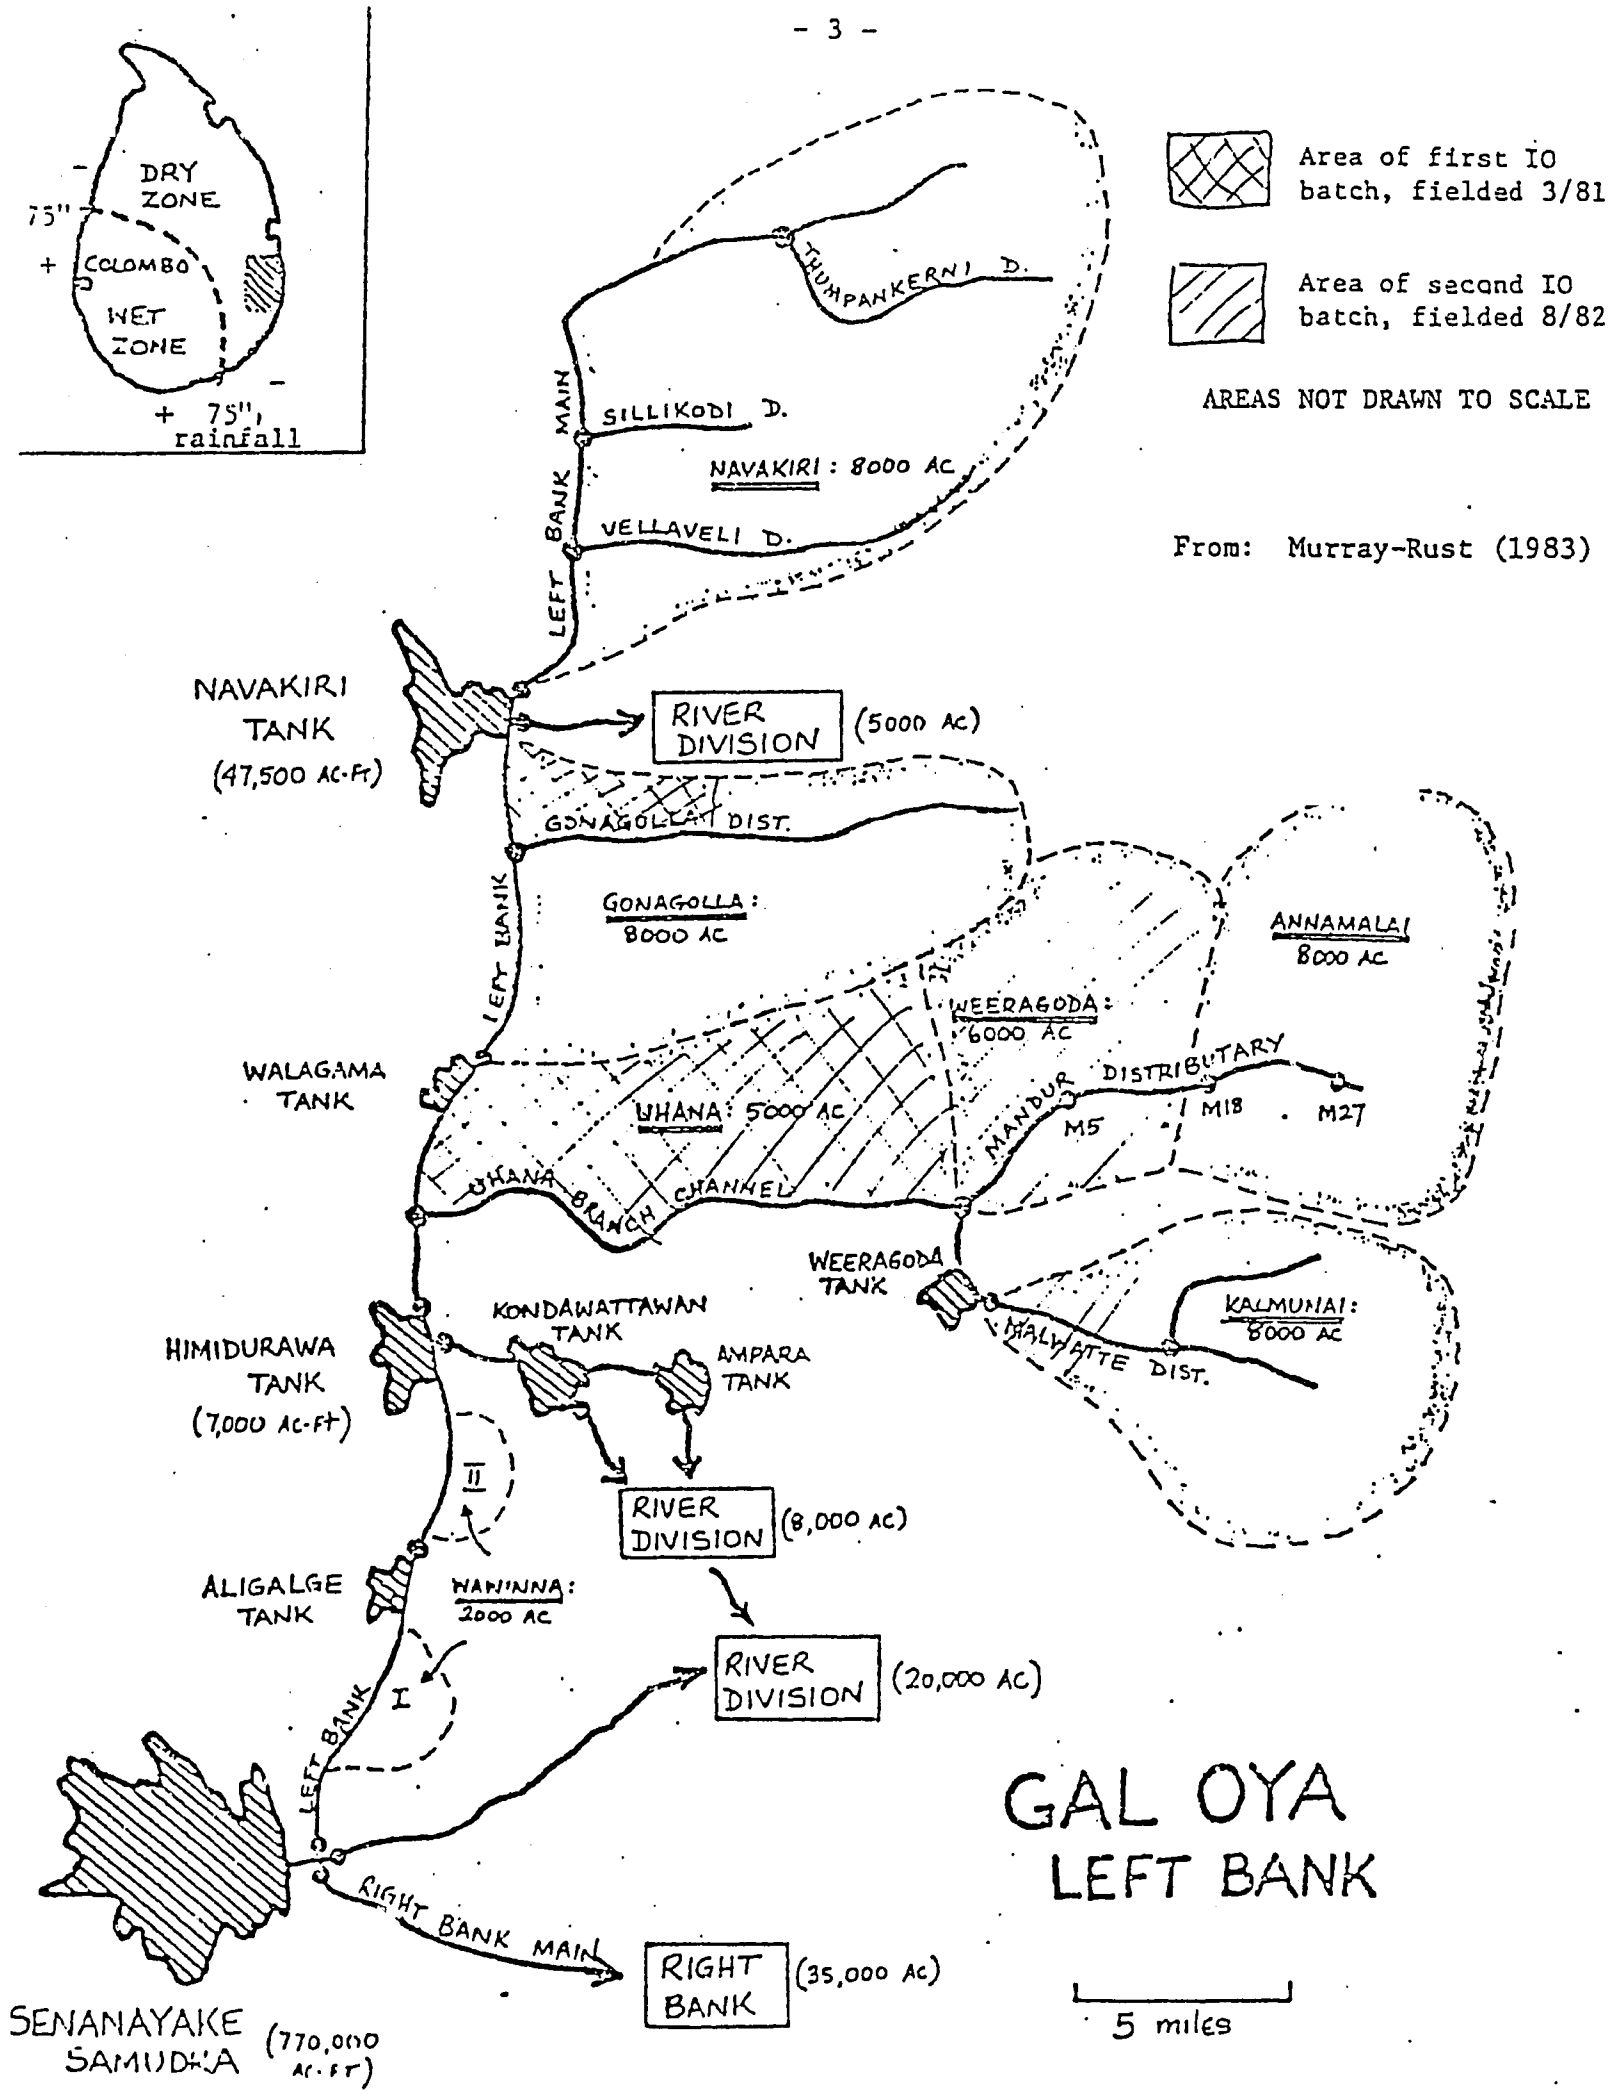 - 3 -
DRY
ZONE
75"
-
+
COLOMBO
WET
ZONE
-
+ 75",
rainfall
Area of first IO
batch, fielded 3/81
Area of second IO
batch, fielded 8/82
AREAS NOT DRAWN TO SCALE
From: Murray-Rust (1983)
THUMPANKERNI D.
LEFT BANK MAIN
SILLIKODI D.
NAVAKIRI: 8000 AC
VELLAVELI D.
NAVAKIRI
TANK
(47,500 AC-FT)
RIVER
DIVISION
(5000 AC)
GONAGOLLA DIST.
LEFT BANK
GONAGOLLA:
8000 AC
ANNAMALAI
8000 AC
WEERAGODA:
6000 AC
WALAGAMA
TANK
UHANA: 5000 AC
MANDUR DISTRIBUTARY
M5
M18
M27
UHANA BRANCH CHANNEL
WEERAGODA
TANK
KALMUNAI:
8000 AC
MALWATTE DIST.
HIMIDURAWA
TANK
(7,000 AC-Ft)
KONDAWATTAWAN
TANK
AMPARA
TANK
II
RIVER
DIVISION
(8,000 AC)
ALIGALGE
TANK
WAWINNA:
2000 AC
I
LEFT BANK
RIVER
DIVISION
(20,000 AC)
RIGHT BANK MAIN
RIGHT
BANK
(35,000 AC)
SENANAYAKE
SAMUDRA
(770,000
AC-FT)
GAL OYA
LEFT BANK
5 miles